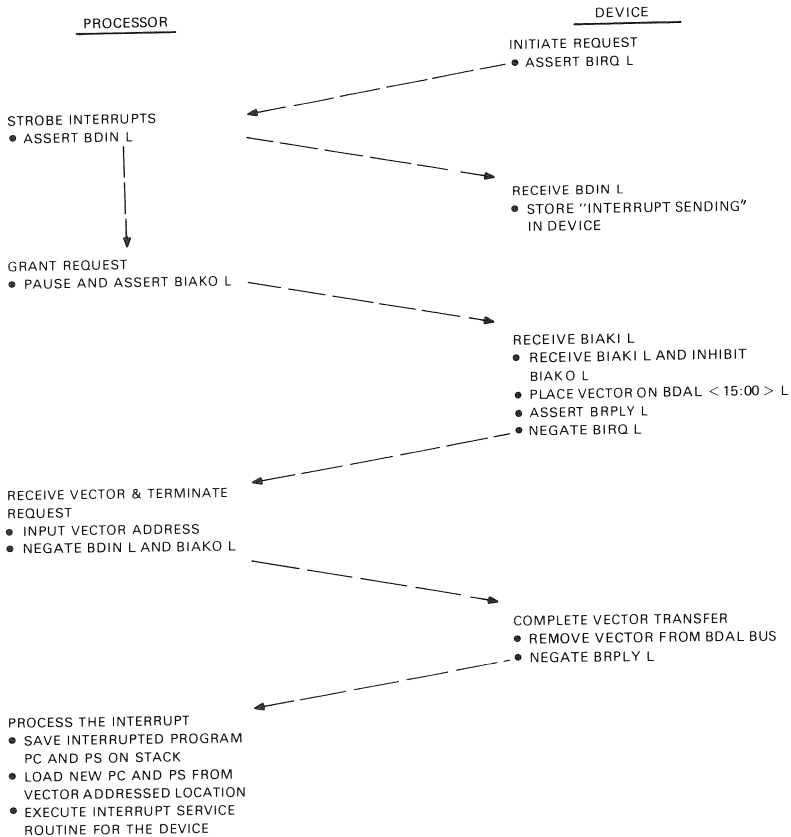 PROCESSOR
DEVICE
INITIATE REQUEST
• ASSERT BIRQ L
STROBE INTERRUPTS
• ASSERT BDIN L
RECEIVE BDIN L
• STORE "INTERRUPT SENDING"
IN DEVICE
GRANT REQUEST
• PAUSE AND ASSERT BIAKO L
RECEIVE BIAKI L
• RECEIVE BIAKI L AND INHIBIT
BIAKO L
• PLACE VECTOR ON BDAL < 15:00 > L
• ASSERT BRPLY L
• NEGATE BIRQ L
RECEIVE VECTOR & TERMINATE
REQUEST
• INPUT VECTOR ADDRESS
• NEGATE BDIN L AND BIAKO L
COMPLETE VECTOR TRANSFER
• REMOVE VECTOR FROM BDAL BUS
• NEGATE BRPLY L
PROCESS THE INTERRUPT
• SAVE INTERRUPTED PROGRAM
PC AND PS ON STACK
• LOAD NEW PC AND PS FROM
VECTOR ADDRESSED LOCATION
• EXECUTE INTERRUPT SERVICE
ROUTINE FOR THE DEVICE